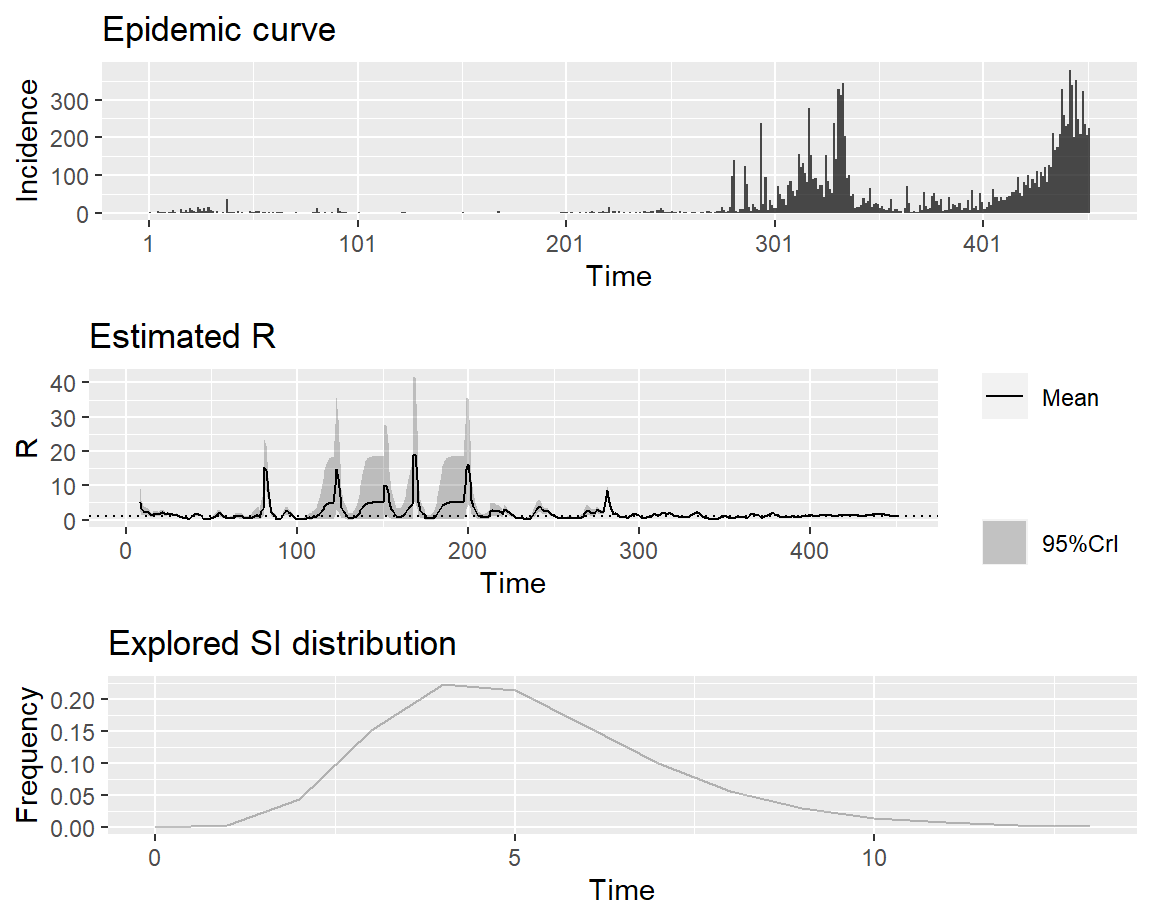 Epidemic curve
Incidence
300
200
100
0
1 101 201 301 401
Time
Estimated R
R
40
30
20
10
0
0 100 200 300 400
Time
Mean
95%CrI
Explored SI distribution
Frequency
0.20
0.15
0.10
0.05
0.00
0 5 10
Time